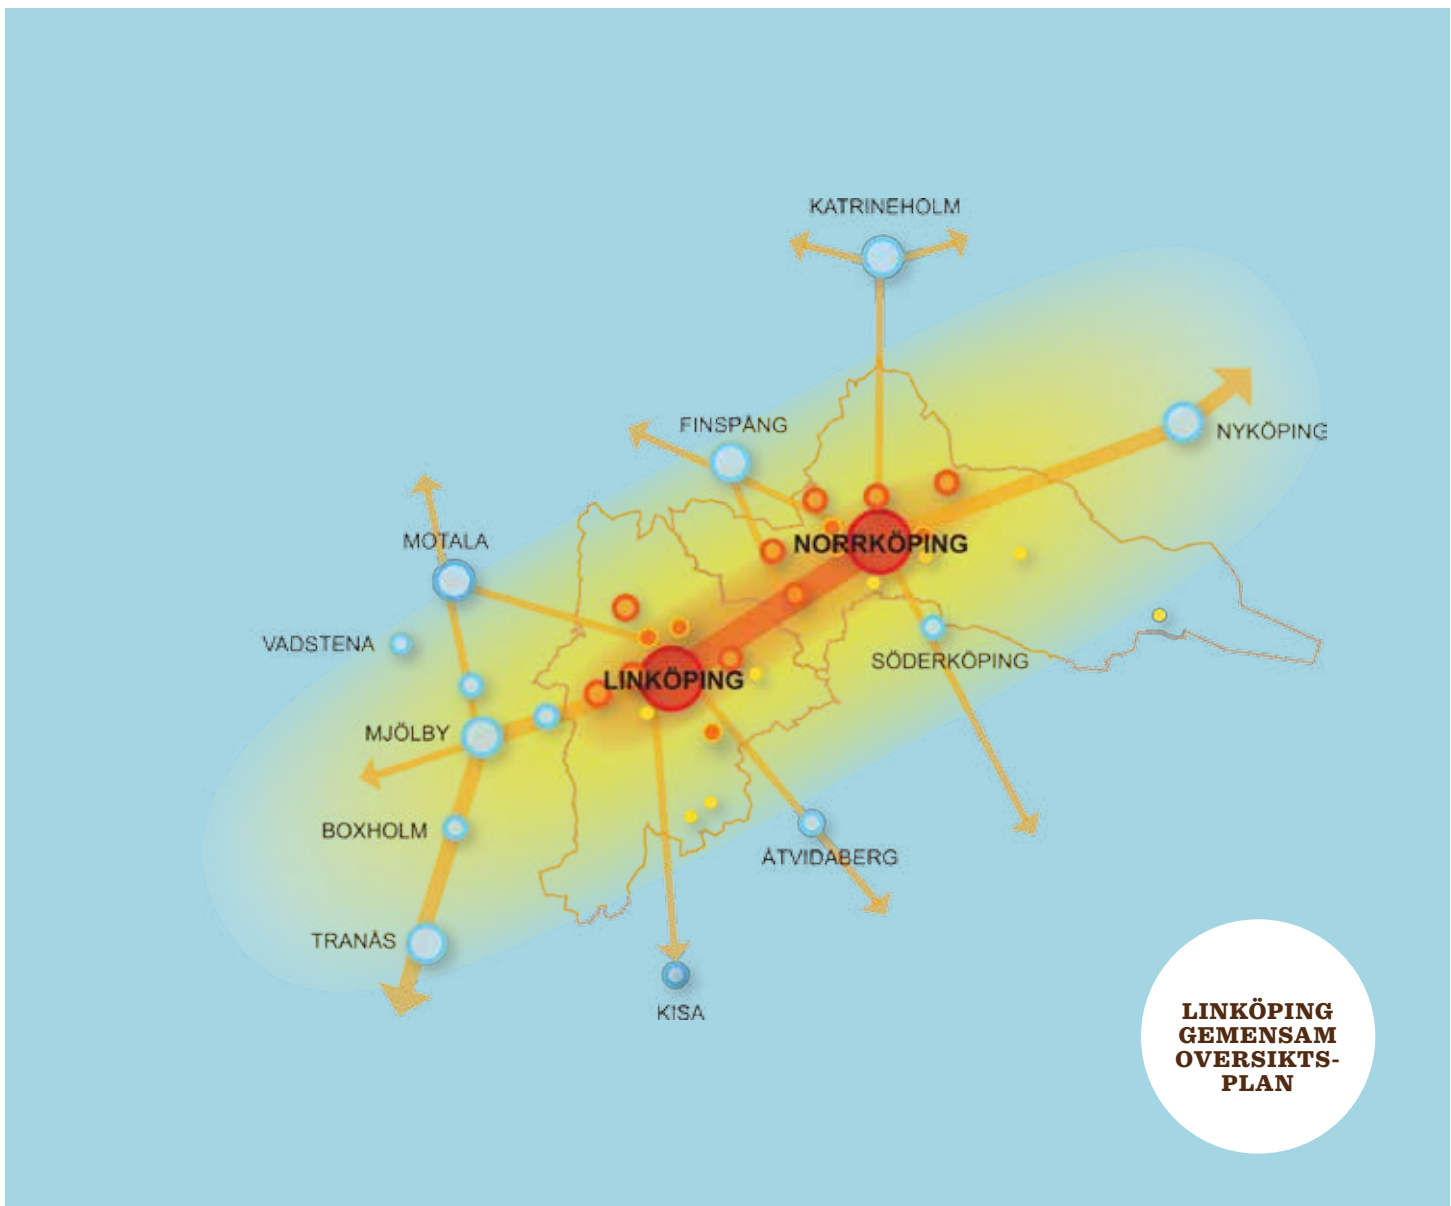 KATRINEHOLM
FINSPÅNG
NYKÖPING
MOTALA
NORRKÖPING
VADSTENA
SÖDERKÖPING
LINKÖPING
MJÖLBY
BOXHOLM
ÅTVIDABERG
TRANÅS
KISA
LINKÖPING
GEMENSAM
OVERSIKTS-
PLAN